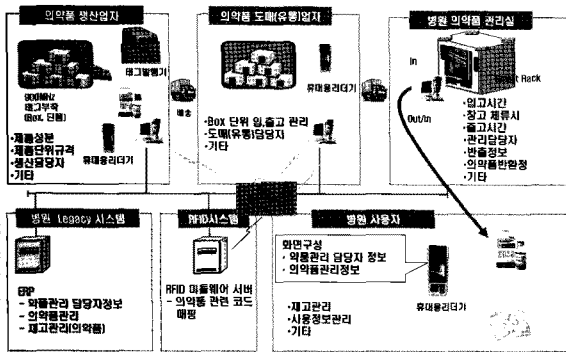 의약품 생산업자
태그발행기
900MHz
태그부착
(Box, 단품)
휴대용리더기
·제품성분
·제품단위규격
·생산담당자
·기타
배송
의약품 도매(유통)업자
휴대용리더기
·Box 단위 입,출고 관리
·도매(유통)담당자
·기타
병원 의약품 관리실
In
Rack
Out/In
·입고시간
·창고 체류시
·출고시간
·관리담당자
·반출정보
·의약품반환정
·기타
병원 Legacy 시스템
ERP
- 약품관리 담당자정보
- 의약품관리
- 재고관리(의약품)
RFID시스템
RFID 미들웨어 서버
- 의약품 관련 코드
매핑
병원 사용자
화면구성
· 약품관리 담당자 정보
· 의약품관리정보
휴대용리더기
·재고관리
·사용정보관리
·기타